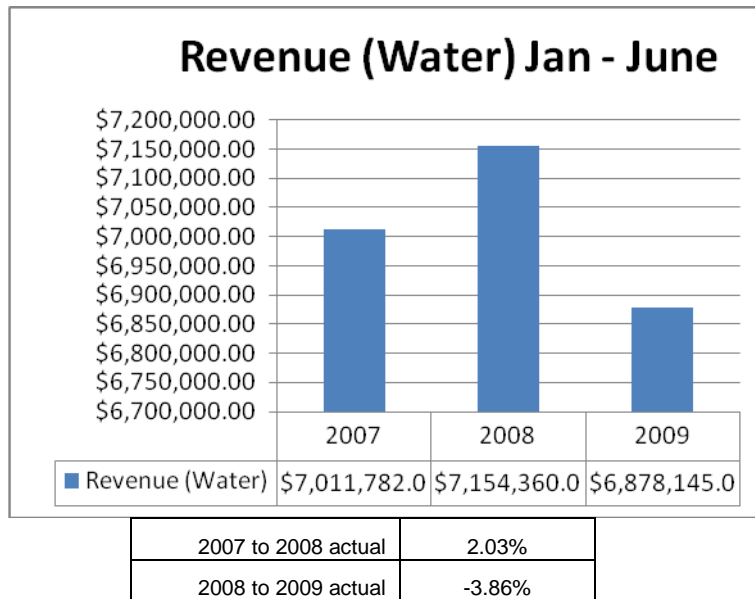 Revenue (Water) Jan - June
$7,200,000.00
$7,150,000.00
$7,100,000.00
$7,050,000.00
$7,000,000.00
$6,950,000.00
$6,900,000.00
$6,850,000.00
$6,800,000.00
$6,750,000.00
$6,700,000.00
2007 2008 2009
Revenue (Water) $7,011,782.0 $7,154,360.0 $6,878,145.0
2007 to 2008 actual 2.03%
2008 to 2009 actual -3.86%